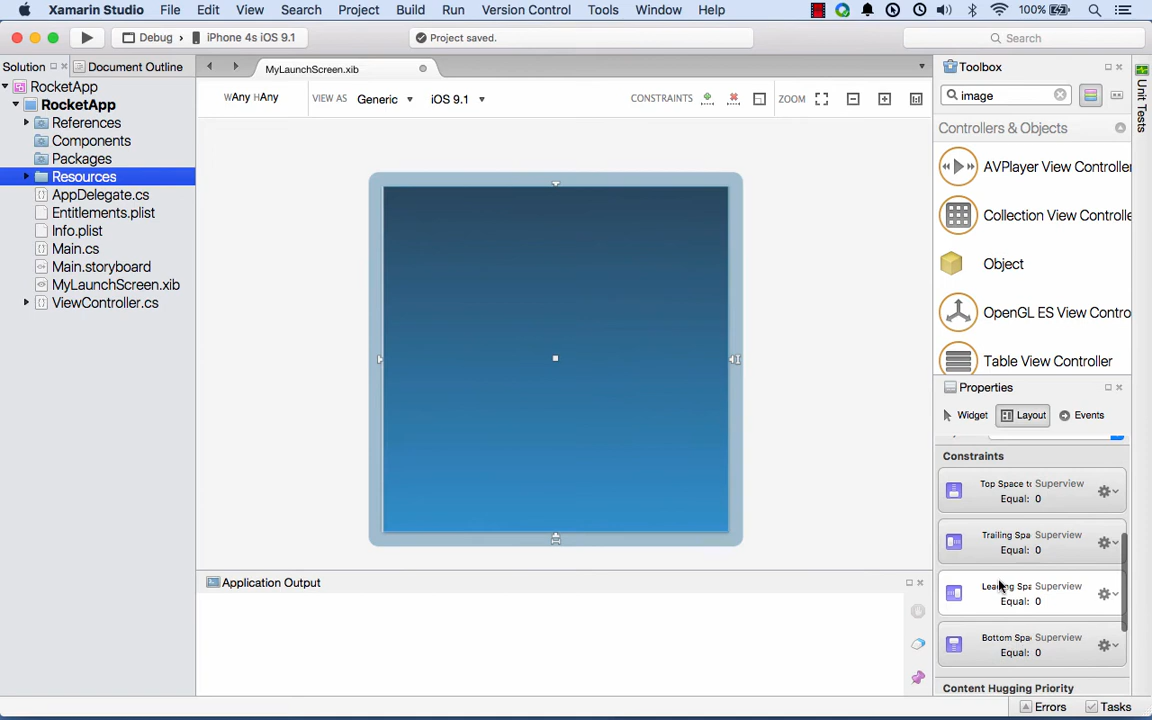 Xamarin Studio File Edit View Search Project Build Run Version Control Tools Window Help 100%
Debug iPhone 4s iOS 9.1 Project saved. Search
Solution Document Outline MyLaunchScreen.xib Toolbox
RocketApp
RocketApp
References
Components
Packages
Resources
AppDelegate.cs
Entitlements.plist
Info.plist
Main.cs
Main.storyboard
MyLaunchScreen.xib
ViewController.cs
wAny hAny VIEW AS Generic iOS 9.1 CONSTRAINTS ZOOM
image
Controllers & Objects
AVPlayer View Controller
Collection View Controlle
Object
OpenGL ES View Contro
Table View Controller
Unit Tests
Properties
Widget Layout Events
Constraints
Top Space to Superview
Equal: 0
Trailing Spa Superview
Equal: 0
Leading Spa Superview
Equal: 0
Bottom Spa Superview
Equal: 0
Content Hugging Priority
Application Output
Errors Tasks